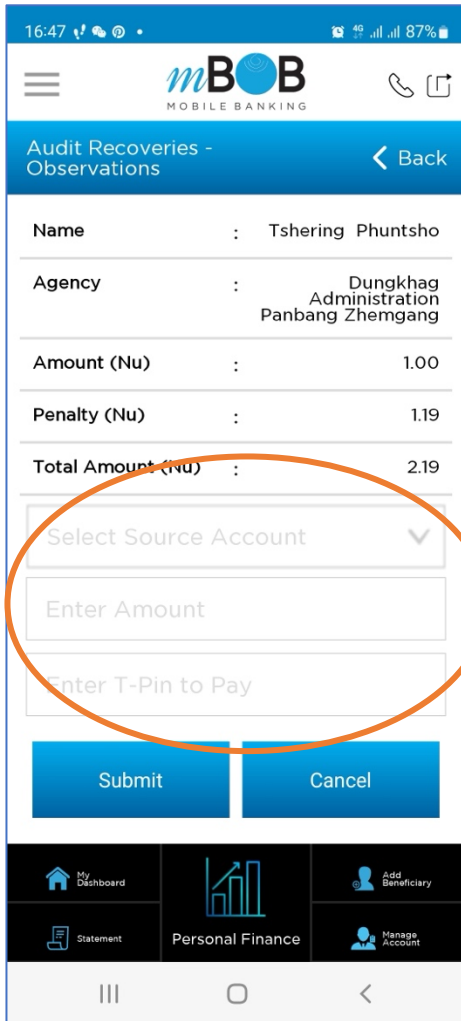 16:47 4G 87%
mBOB
MOBILE BANKING
Audit Recoveries -
Observations
Back
Name : Tshering Phuntsho
Agency : Dungkhag
Administration
Panbang Zhemgang
Amount (Nu) : 1.00
Penalty (Nu) : 1.19
Total Amount (Nu) : 2.19
Select Source Account
Enter Amount
Enter T-Pin to Pay
Submit Cancel
My
Dashboard
Add
Beneficiary
Statement
Personal Finance
Manage
Account